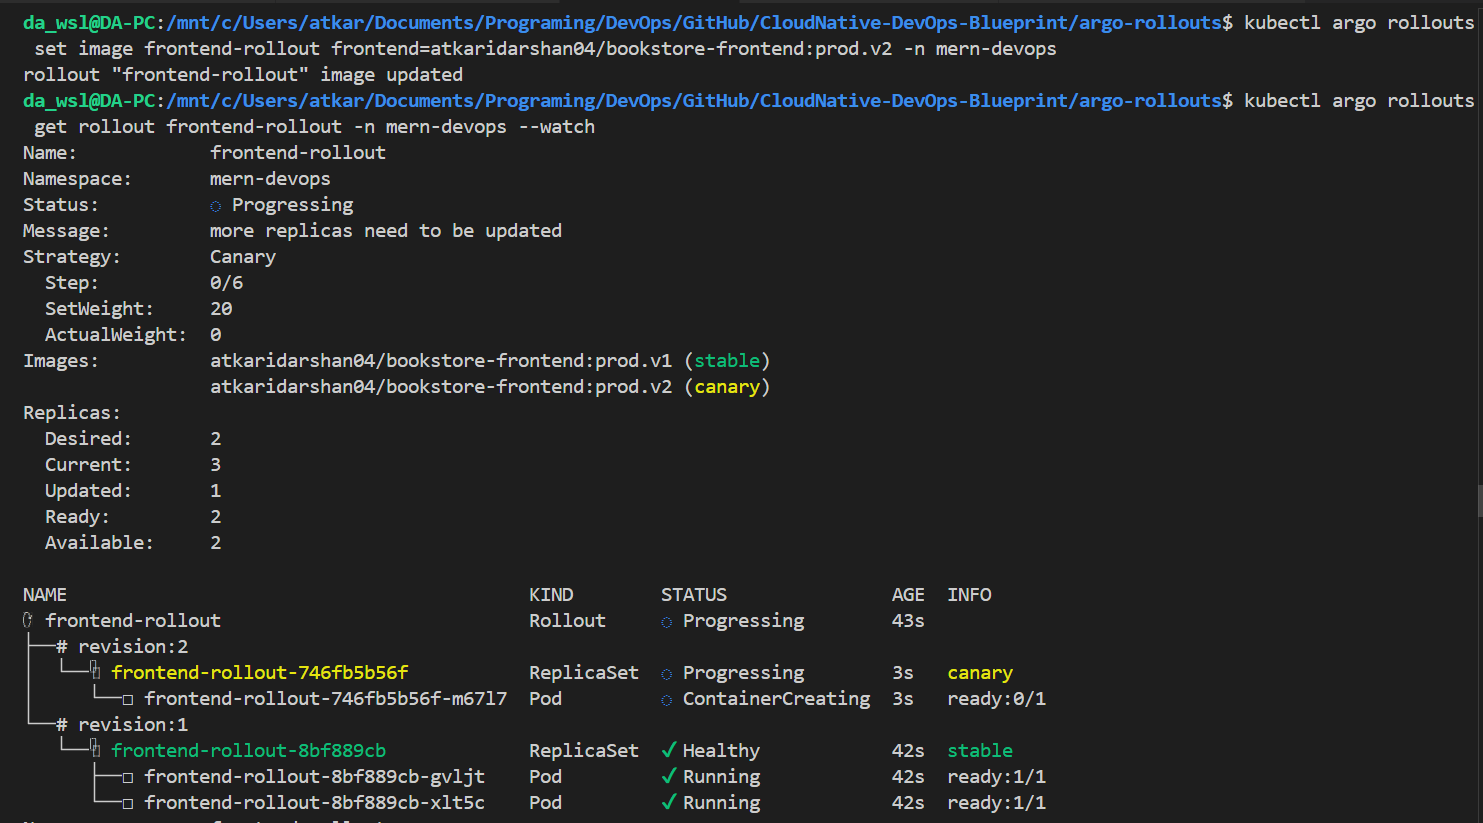 da_wsl@DA-PC:/mnt/c/Users/atkar/Documents/Programing/DevOps/GitHub/CloudNative-DevOps-Blueprint/argo-rollouts$ kubectl argo rollouts
set image frontend-rollout frontend=atkaridarshan04/bookstore-frontend:prod.v2 -n mern-devops
rollout "frontend-rollout" image updated
da_wsl@DA-PC:/mnt/c/Users/atkar/Documents/Programing/DevOps/GitHub/CloudNative-DevOps-Blueprint/argo-rollouts$ kubectl argo rollouts
get rollout frontend-rollout -n mern-devops --watch
Name: frontend-rollout
Namespace: mern-devops
Status: ◌ Progressing
Message: more replicas need to be updated
Strategy: Canary
Step: 0/6
SetWeight: 20
ActualWeight: 0
Images: atkaridarshan04/bookstore-frontend:prod.v1 (stable)
atkaridarshan04/bookstore-frontend:prod.v2 (canary)
Replicas:
Desired: 2
Current: 3
Updated: 1
Ready: 2
Available: 2
NAME KIND STATUS AGE INFO
frontend-rollout Rollout ◌ Progressing 43s
├──# revision:2
│ └── frontend-rollout-746fb5b56f ReplicaSet ◌ Progressing 3s canary
│ └──□ frontend-rollout-746fb5b56f-m67l7 Pod ◌ ContainerCreating 3s ready:0/1
└──# revision:1
└── frontend-rollout-8bf889cb ReplicaSet ✔ Healthy 42s stable
├──□ frontend-rollout-8bf889cb-gvljt Pod ✔ Running 42s ready:1/1
└──□ frontend-rollout-8bf889cb-xlt5c Pod ✔ Running 42s ready:1/1